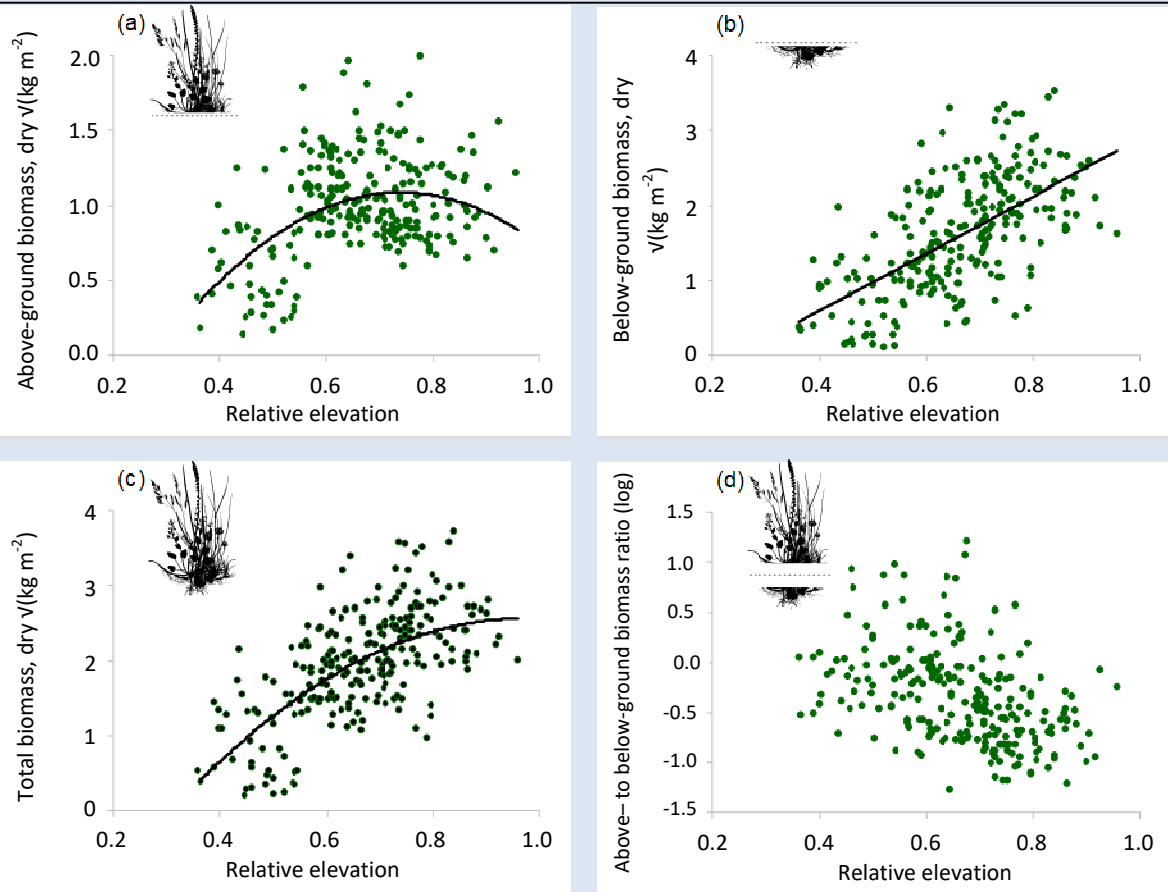 (a)
Above-ground biomass, dry √(kg m⁻²)
2.0
1.5
1.0
0.5
0.0
0.2 0.4 0.6 0.8 1.0
Relative elevation
(b)
Below-ground biomass, dry
√(kg m⁻²)
4
3
2
1
0
0.2 0.4 0.6 0.8 1.0
Relative elevation
(c)
Total biomass, dry √(kg m⁻²)
4
3
2
1
0
0.2 0.4 0.6 0.8 1.0
Relative elevation
(d)
Above– to below-ground biomass ratio (log)
1.5
1.0
0.5
0.0
-0.5
-1.0
-1.5
0.2 0.4 0.6 0.8 1.0
Relative elevation